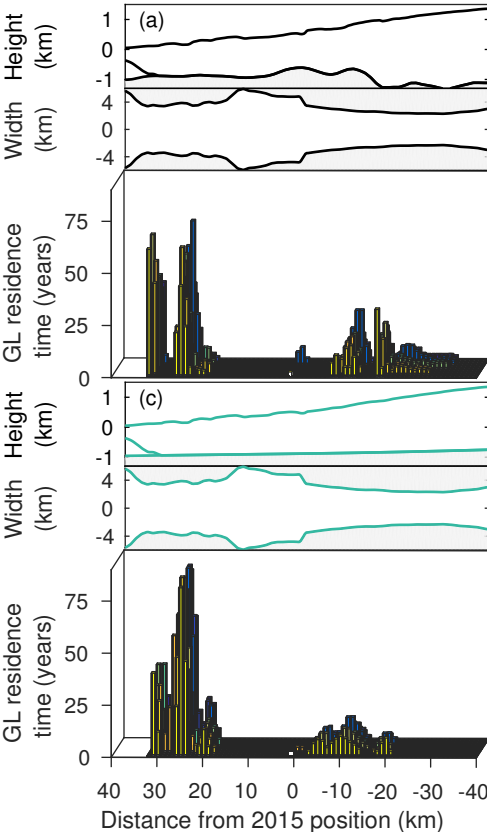 (a)
Height
(km)
1
0
-1
Width
(km)
4
0
-4
GL residence
time (years)
75
50
25
0
(c)
Height
(km)
1
0
-1
Width
(km)
4
0
-4
GL residence
time (years)
75
50
25
0
40 30 20 10 0 -10 -20 -30 -40
Distance from 2015 position (km)